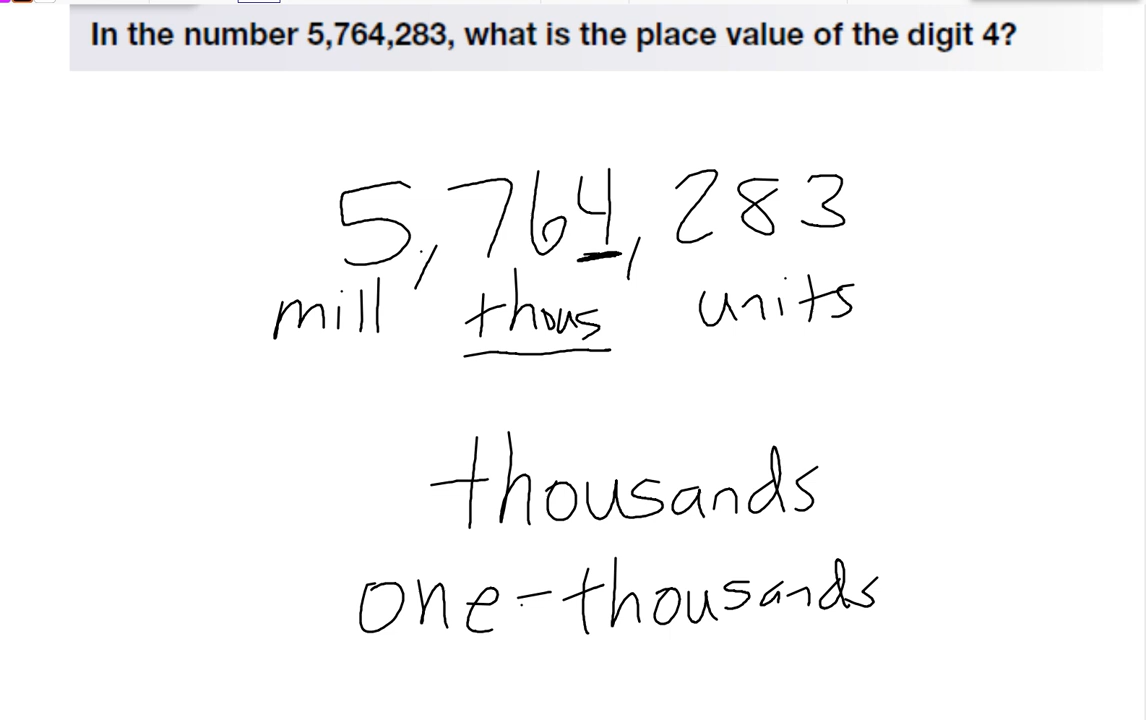 In the number 5,764,283, what is the place value of the digit 4?
5,764,283
mill thous units
thousands
one-thousands